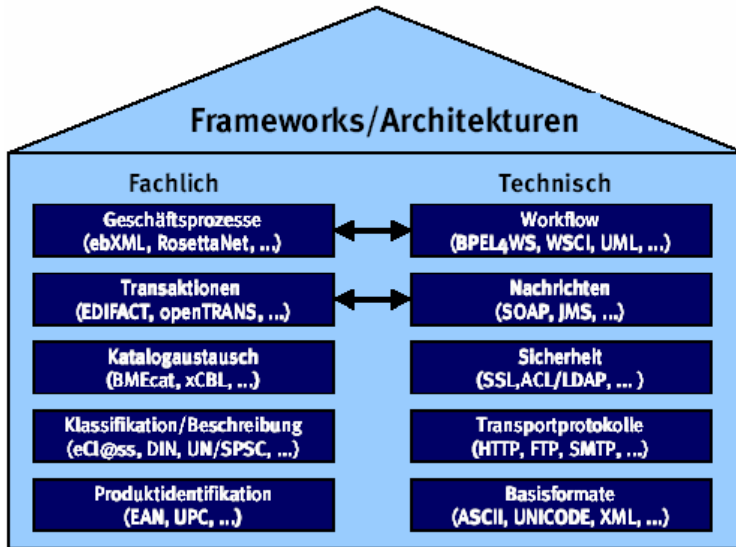 Frameworks/Architekturen
Fachlich
Technisch
Geschäftsprozesse
(ebXML, RosettaNet, ...)
Workflow
(BPEL4WS, WSCI, UML, ...)
Transaktionen
(EDIFACT, openTRANS, ...)
Nachrichten
(SOAP, JMS, ...)
Katalogaustausch
(BMEcat, xCBL, ...)
Sicherheit
(SSL,ACL/LDAP, ... )
Klassifikation/Beschreibung
(eCl@ss, DIN, UN/SPSC, ...)
Transportprotokolle
(HTTP, FTP, SMTP, ...)
Produktidentifikation
(EAN, UPC, ...)
Basisformate
(ASCII, UNICODE, XML, ...)